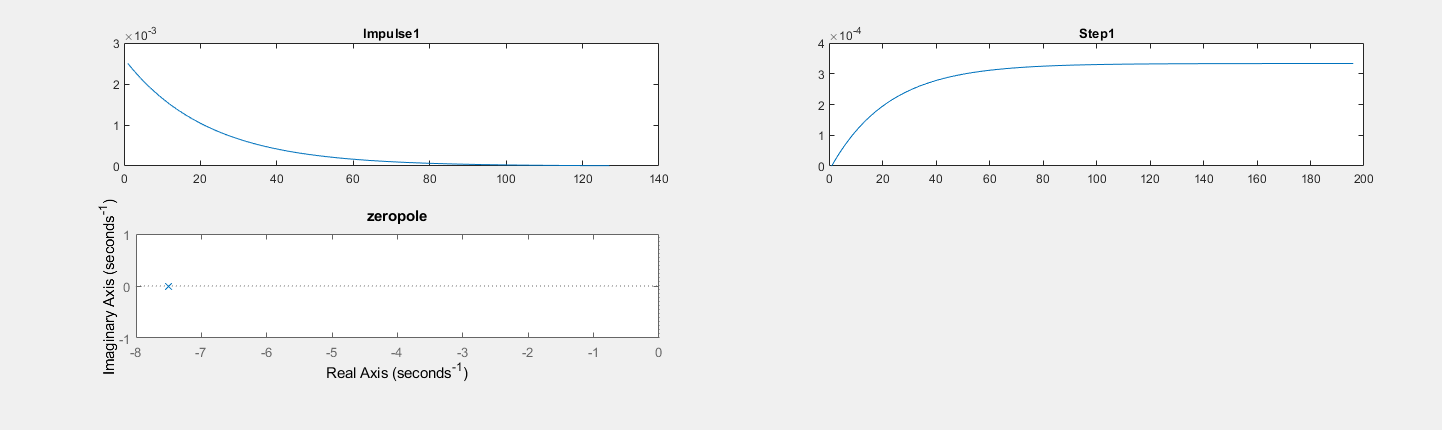 Impulse1
×10-3
3
2
1
0
0 20 40 60 80 100 120 140
Step1
×10-4
4
3
2
1
0
0 20 40 60 80 100 120 140 160 180 200
zeropole
Imaginary Axis (seconds-1)
1
0
-1
-8 -7 -6 -5 -4 -3 -2 -1 0
Real Axis (seconds-1)